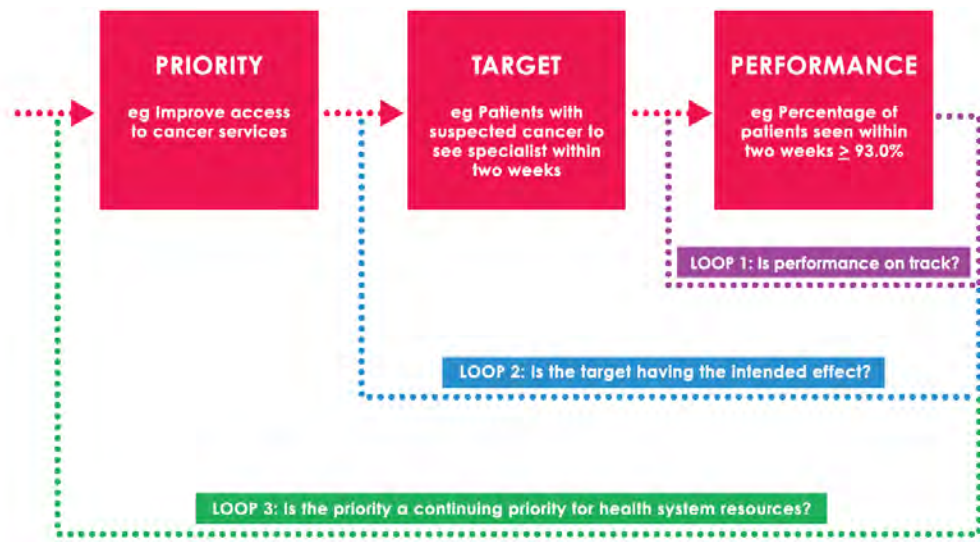 PRIORITY
eg Improve access
to cancer services
TARGET
eg Patients with
suspected cancer to
see specialist within
two weeks
PERFORMANCE
eg Percentage of
patients seen within
two weeks ≥ 93.0%
LOOP 1: Is performance on track?
LOOP 2: Is the target having the intended effect?
LOOP 3: Is the priority a continuing priority for health system resources?